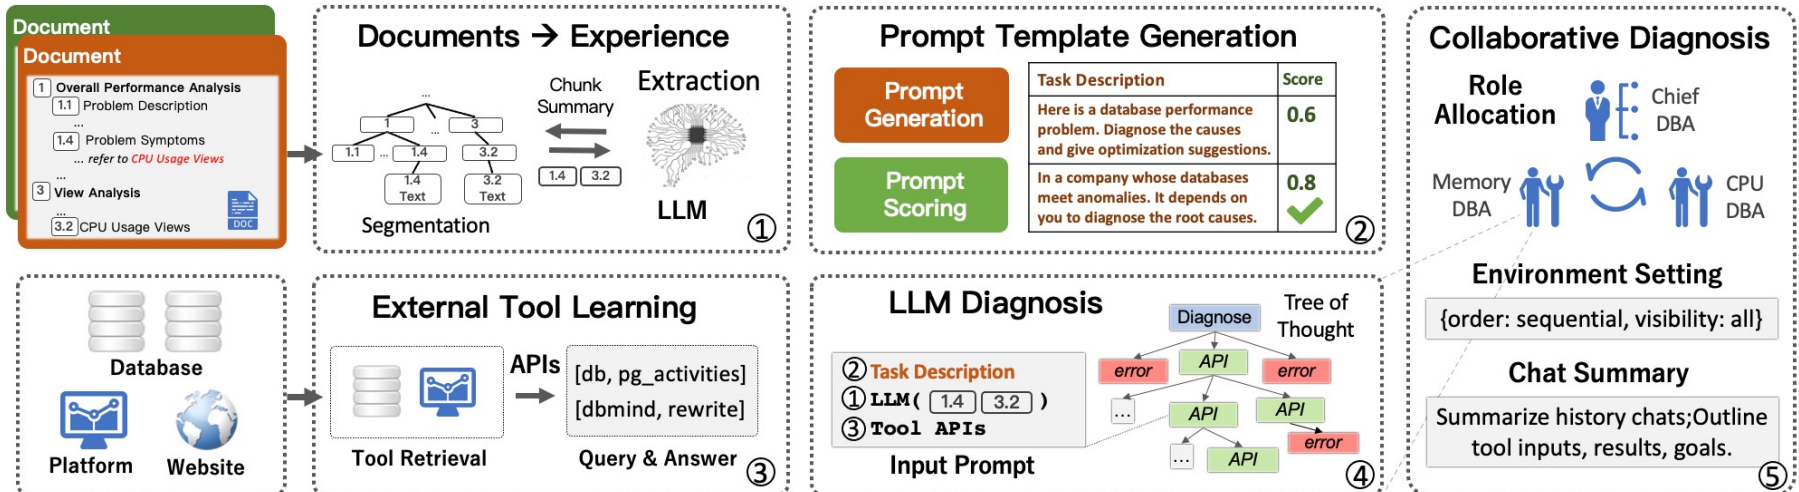 Document
Document
1 Overall Performance Analysis
1.1 Problem Description
...
1.4 Problem Symptoms
... refer to CPU Usage Views
...
3 View Analysis
...
3.2 CPU Usage Views
DOC
Documents → Experience
...
1 ... 3
1.1 ... 1.4 3.2
1.4 Text
3.2 Text
Segmentation
Chunk
Summary
1.4 3.2
Extraction
LLM
①
Prompt Template Generation
Prompt
Generation
Prompt
Scoring
Task Description Score
Here is a database performance
problem. Diagnose the causes
and give optimization suggestions.
0.6
In a company whose databases
meet anomalies. It depends on
you to diagnose the root causes.
0.8
②
Database
Platform
Website
External Tool Learning
Tool Retrieval
APIs
[db, pg_activities]
[dbmind, rewrite]
Query & Answer
③
LLM Diagnosis
② Task Description
① LLM( 1.4 3.2 )
③ Tool APIs
Input Prompt
Tree of
Thought
Diagnose
error API error
... API API
error
... API
④
Collaborative Diagnosis
Role
Allocation
Chief
DBA
Memory
DBA
CPU
DBA
Environment Setting
{order: sequential, visibility: all}
Chat Summary
Summarize history chats;Outline
tool inputs, results, goals.
⑤